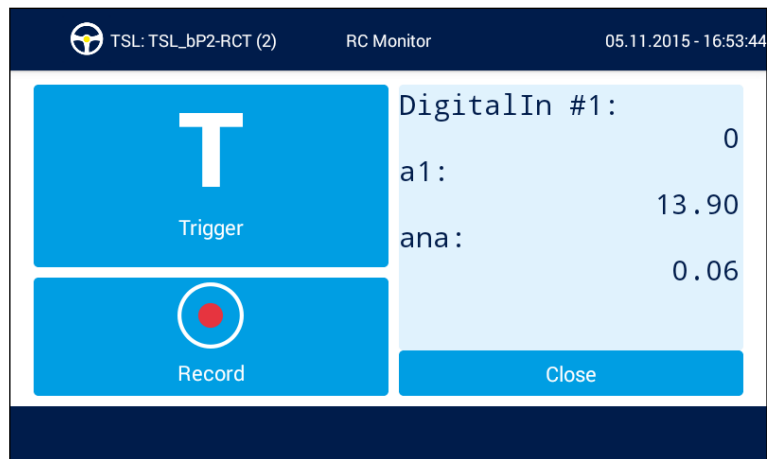 TSL: TSL_bP2-RCT (2) RC Monitor 05.11.2015 - 16:53:44
T
Trigger
Record
DigitalIn #1:
0
a1:
13.90
ana:
0.06
Close